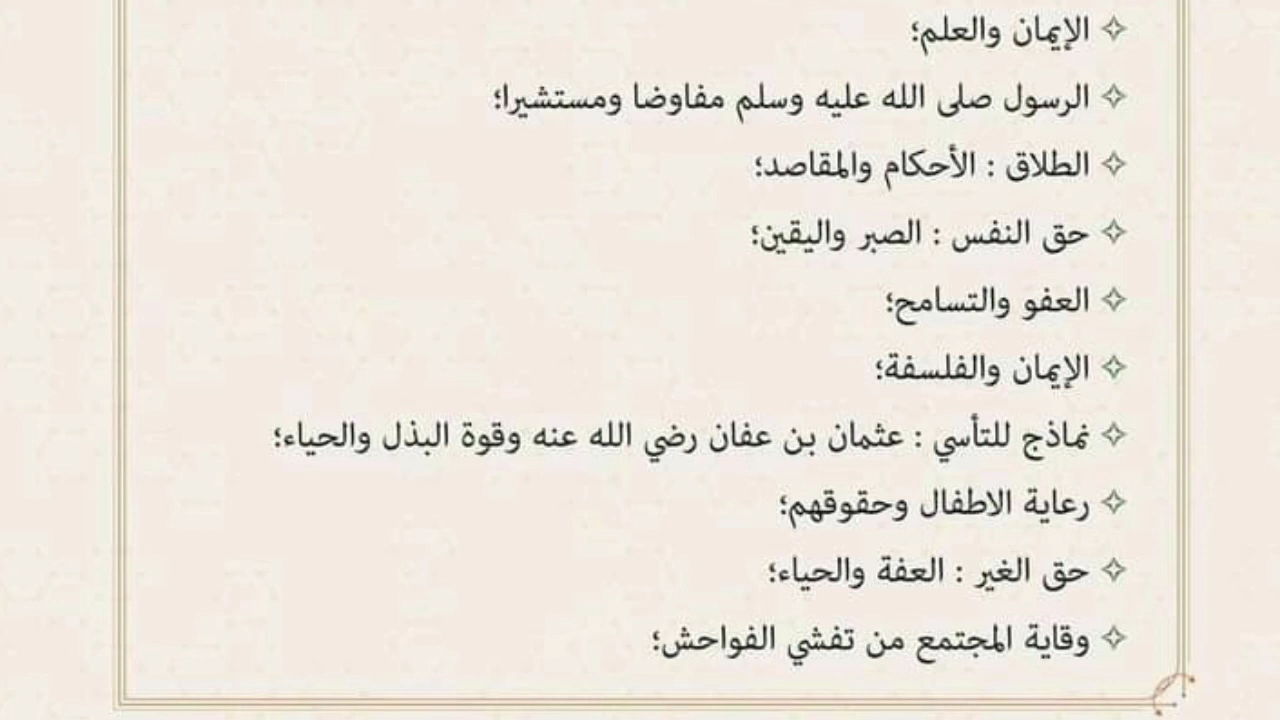 ✧ الإيمان والعلم؛
✧ الرسول صلى الله عليه وسلم مفاوضا ومستشيرا؛
✧ الطلاق : الأحكام والمقاصد؛
✧ حق النفس : الصبر واليقين؛
✧ العفو والتسامح؛
✧ الإيمان والفلسفة؛
✧ نماذج للتأسي : عثمان بن عفان رضي الله عنه وقوة البذل والحياء؛
✧ رعاية الاطفال وحقوقهم؛
✧ حق الغير : العفة والحياء؛
✧ وقاية المجتمع من تفشي الفواحش؛